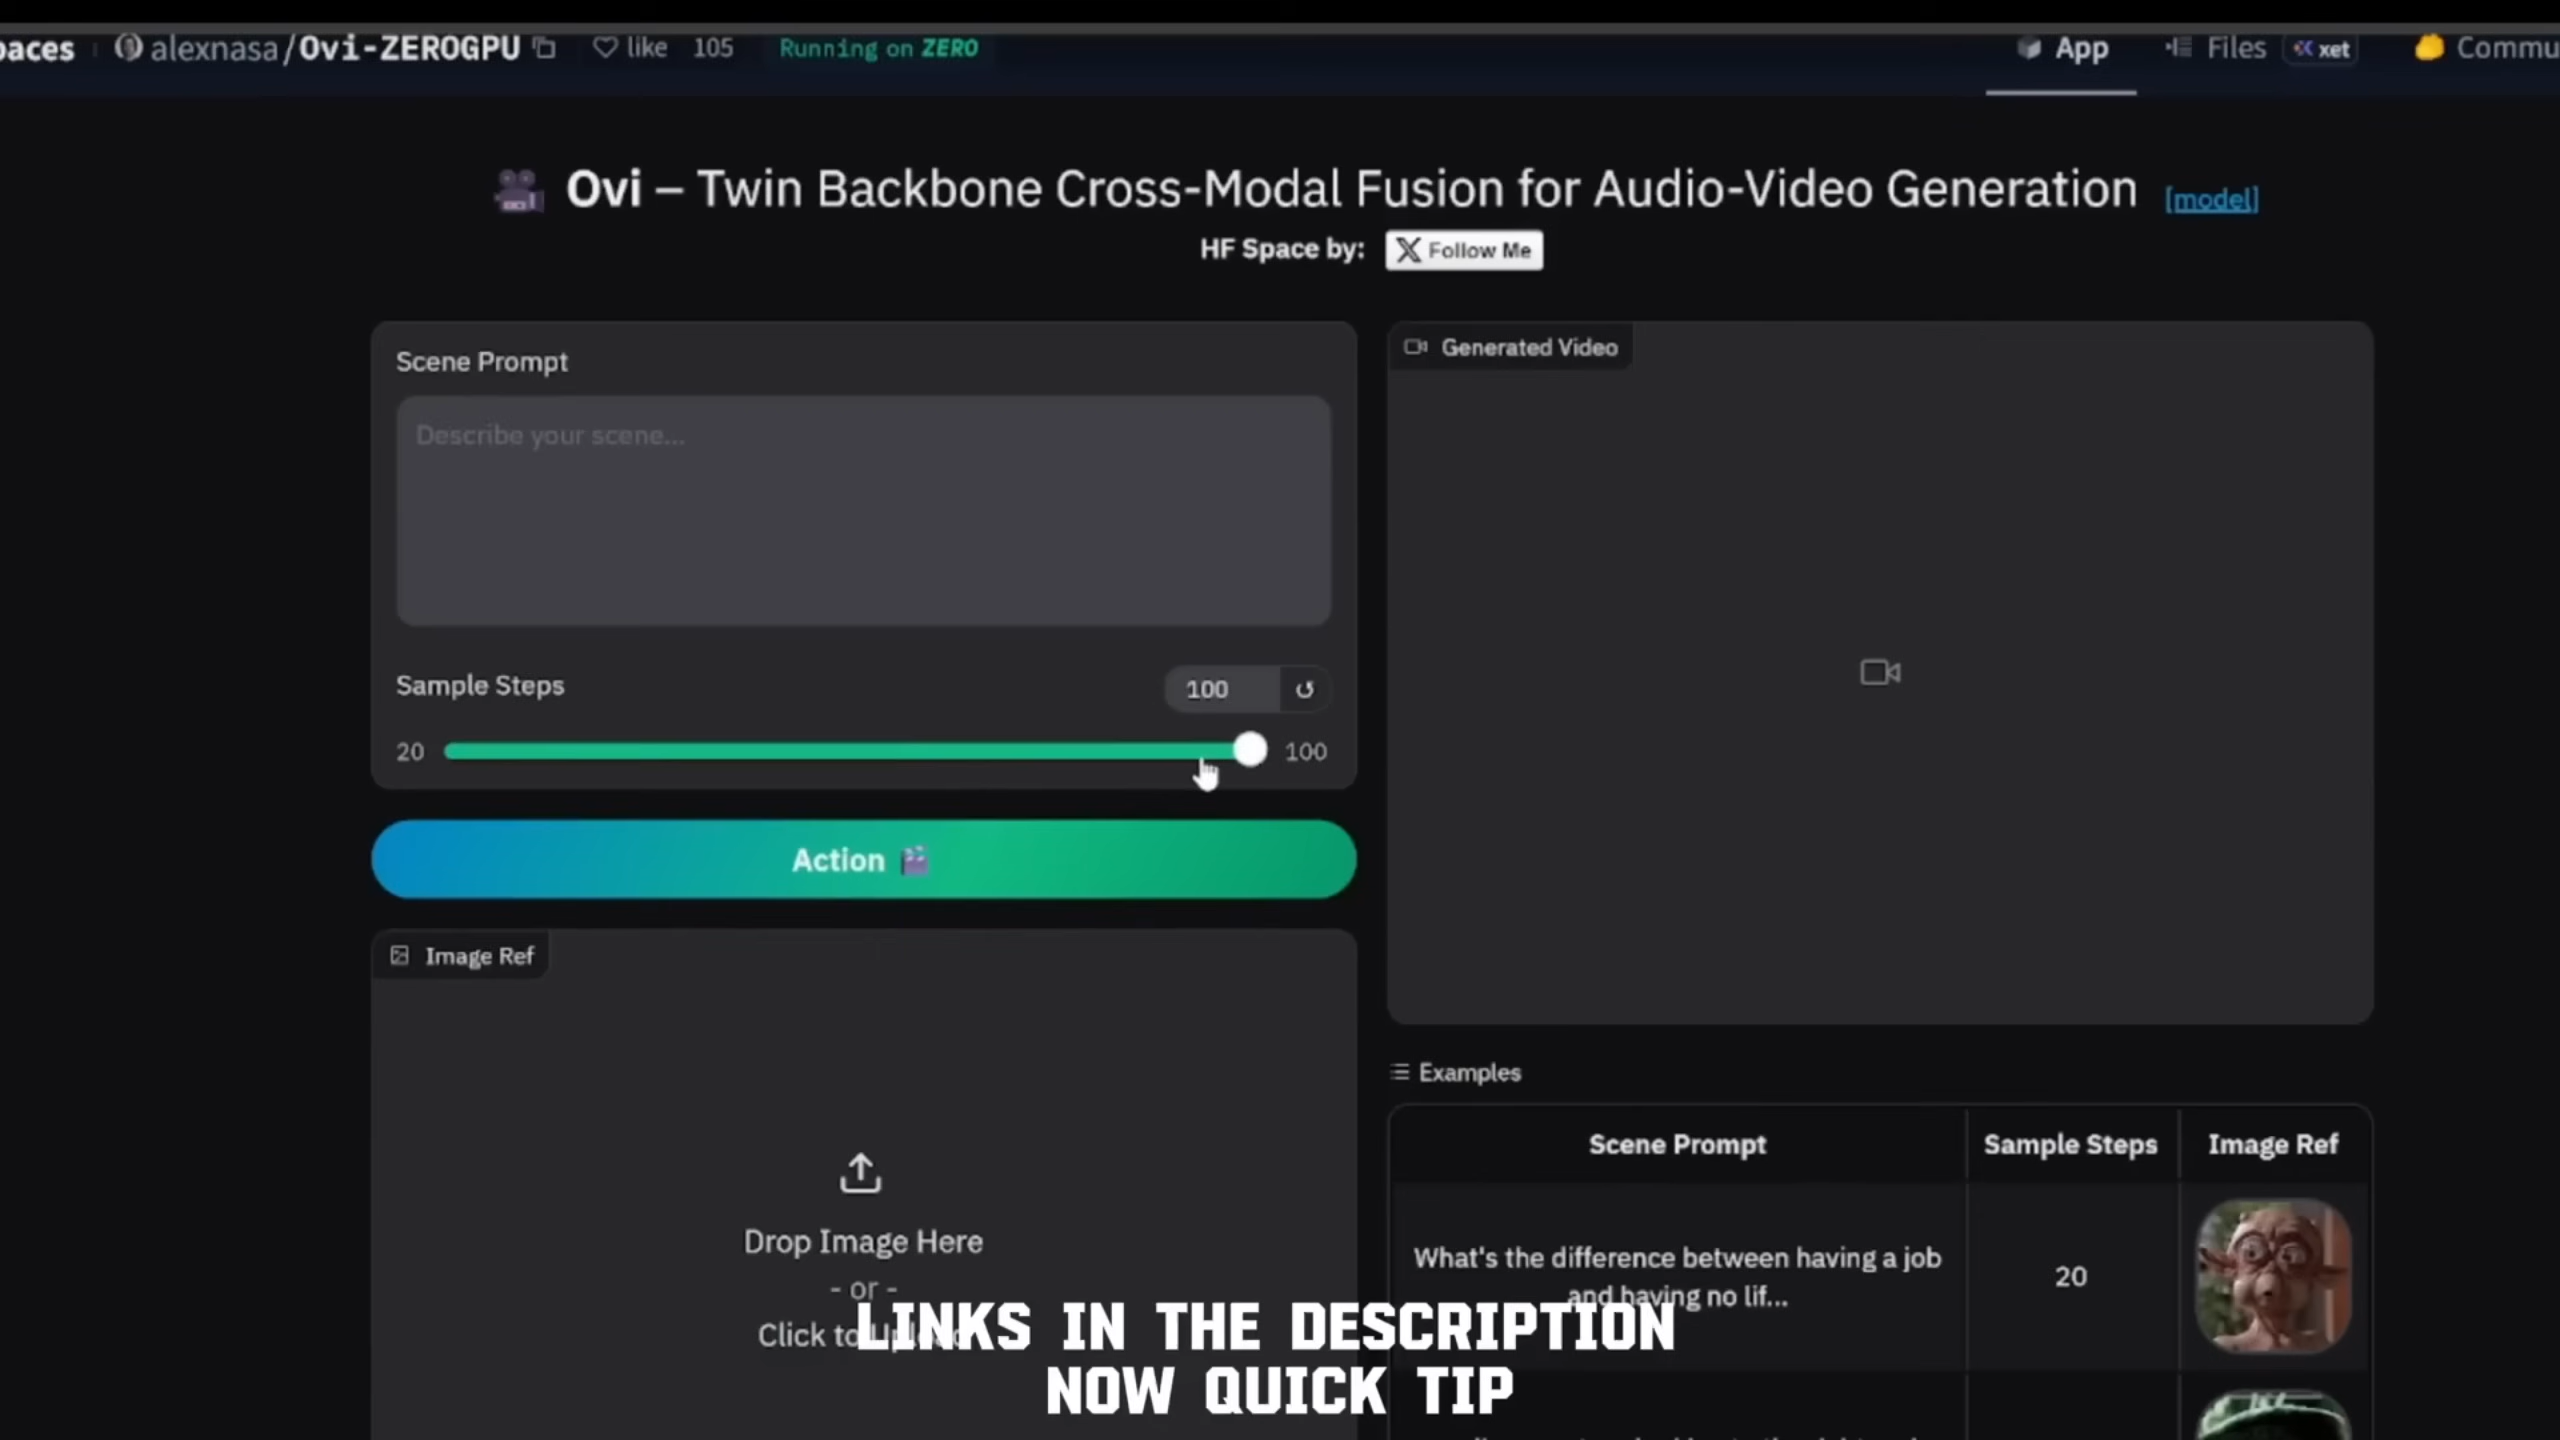 paces
alexnasa/Ovi-ZEROGPU
like 105
Running on ZERO
App
Files
xet
Commu
Ovi – Twin Backbone Cross-Modal Fusion for Audio-Video Generation [model]
HF Space by: X Follow Me
Scene Prompt
Describe your scene...
Sample Steps
100
20
100
Action
Image Ref
Drop Image Here
- or -
Click to
Generated Video
Examples
Scene Prompt Sample Steps Image Ref
What's the difference between having a job
and having no lif...
20
LINKS IN THE DESCRIPTION
NOW QUICK TIP